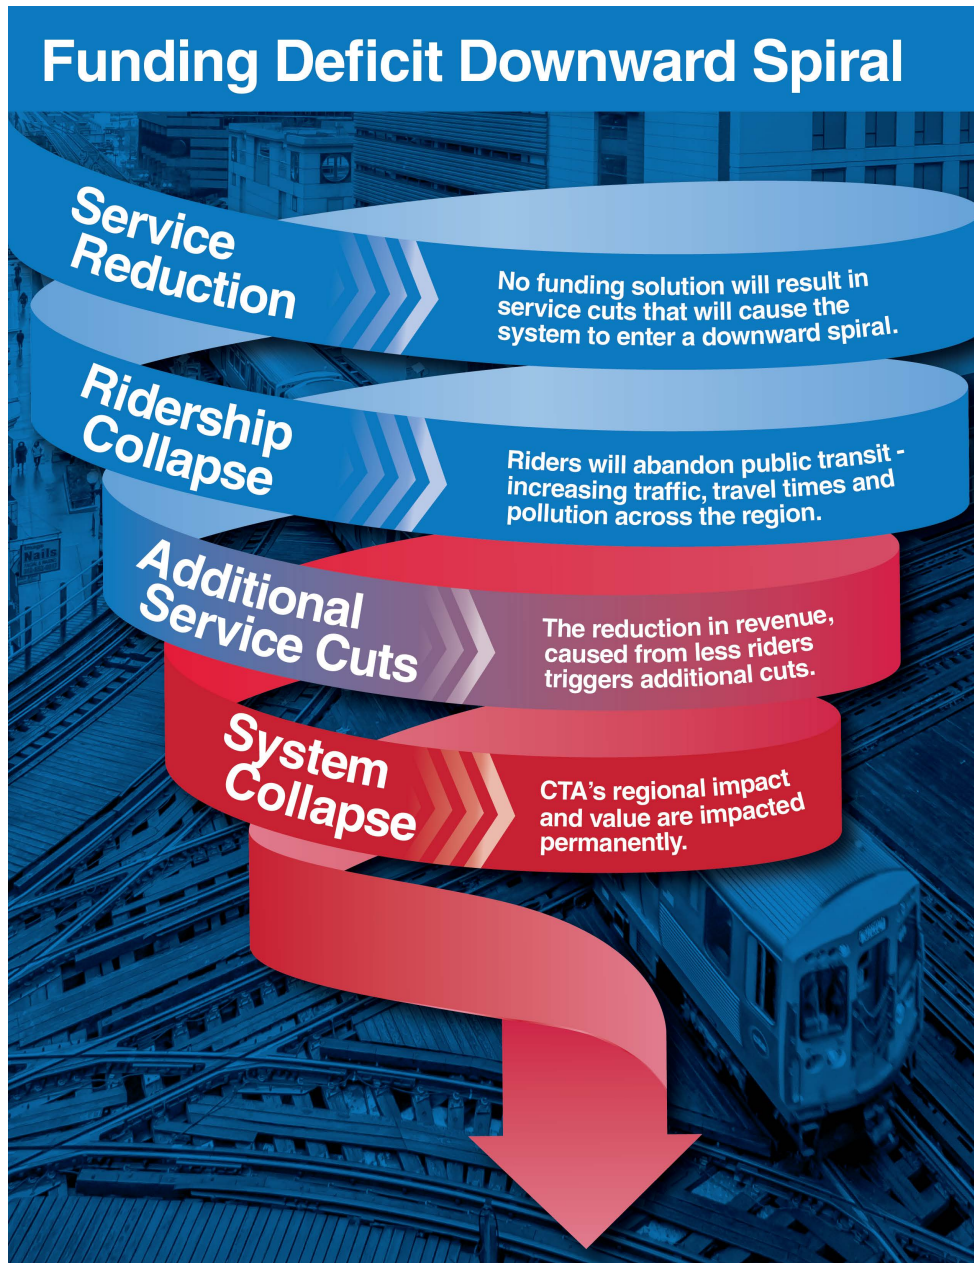 Funding Deficit Downward Spiral
Service
Reduction
No funding solution will result in
service cuts that will cause the
system to enter a downward spiral.
Ridership
Collapse
Riders will abandon public transit -
increasing traffic, travel times and
pollution across the region.
Additional
Service Cuts
The reduction in revenue,
caused from less riders
triggers additional cuts.
System
Collapse
CTA's regional impact
and value are impacted
permanently.
Nails